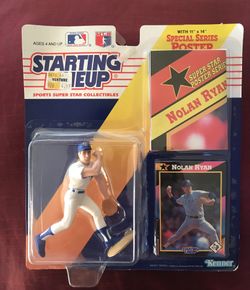 AGES 4 AND UP
WITH 11" x 14"
SPECIAL SERIES
POSTER
STARTING
LINEUP
SPORTS SUPER STAR COLLECTIBLES
SUPER STAR
POSTER SERIES
NOLAN RYAN
NOLAN RYAN
Kenner